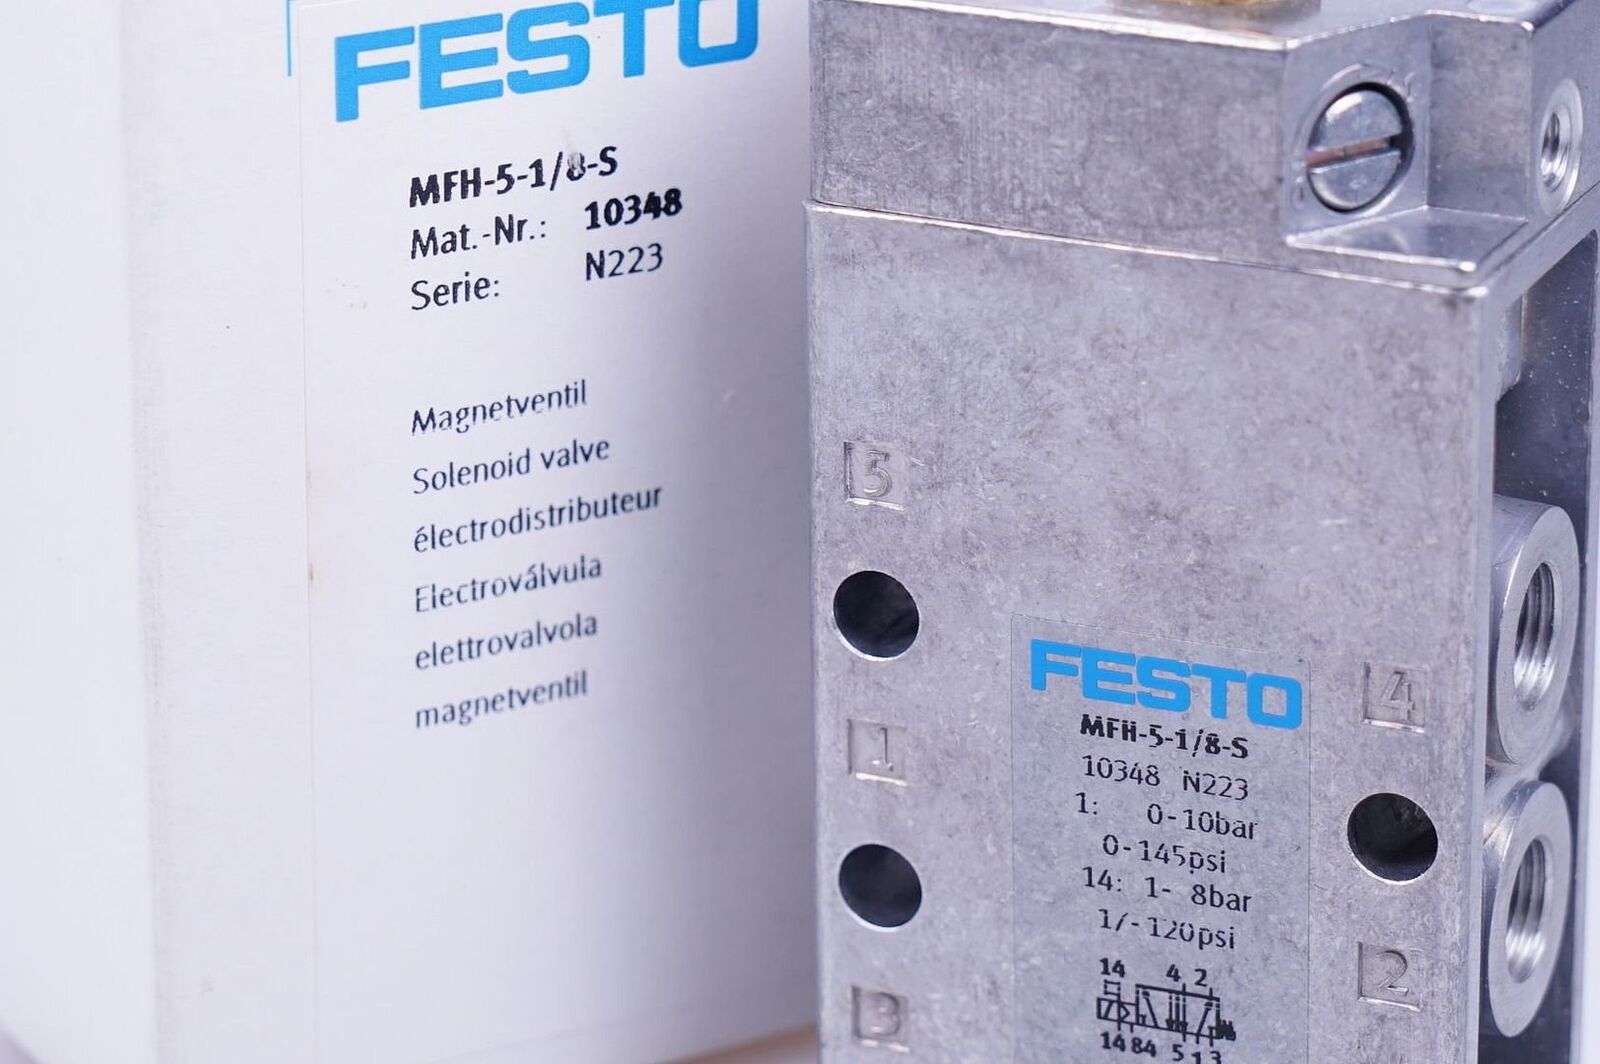 FESTO
MFH-5-1/8-S
Mat.-Nr.: 10348
Serie: N223
Magnetventil
Solenoid valve
électrodistributeur
Electroválvula
elettrovalvola
magnetventil
5
1
3
4
2
FESTO
MFH-5-1/8-S
10348 N223
1: 0-10bar
0-145psi
14: 1- 8bar
17-120psi
14 4 2
14 84 5 1 3